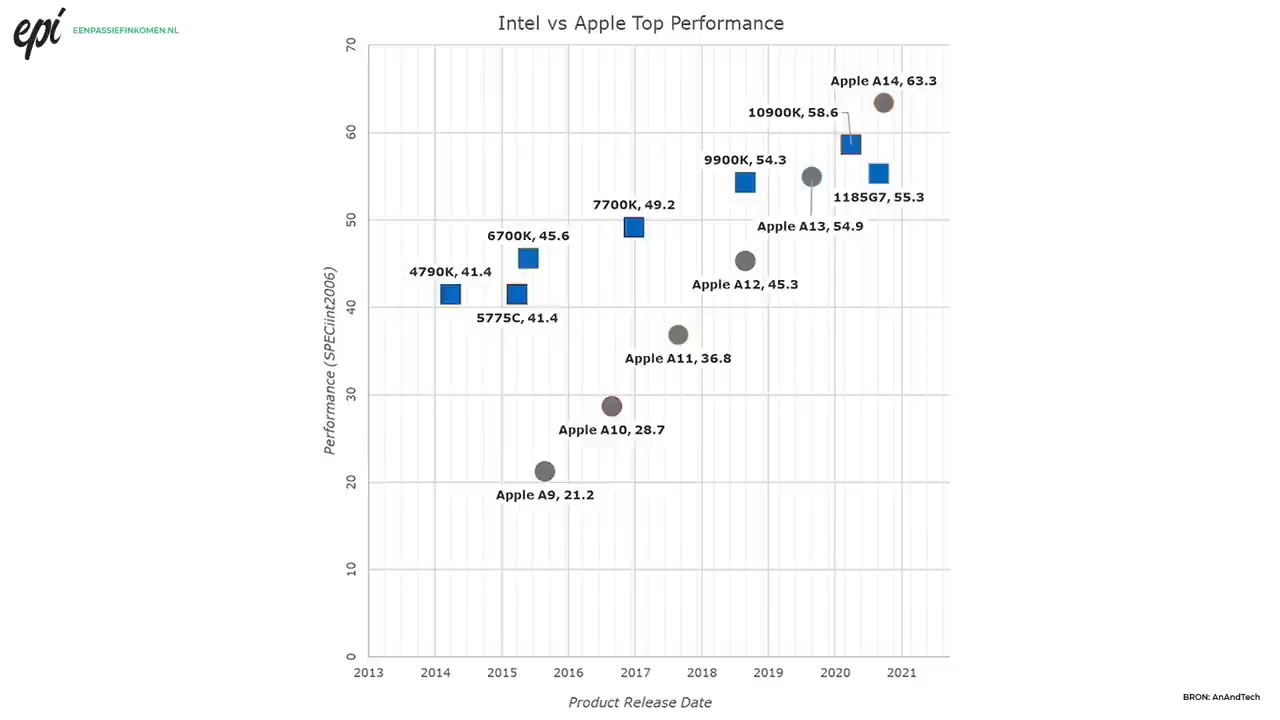 epi EENPASSIEFINKOMEN.NL
Intel vs Apple Top Performance
70
Apple A14, 63.3
10900K, 58.6
60
9900K, 54.3
1185G7, 55.3
7700K, 49.2
50
Apple A13, 54.9
6700K, 45.6
4790K, 41.4
Apple A12, 45.3
40
5775C, 41.4
Apple A11, 36.8
30
Apple A10, 28.7
20
Apple A9, 21.2
10
0
Performance (SPECiint2006)
2013 2014 2015 2016 2017 2018 2019 2020 2021
Product Release Date
BRON: AnAndTech